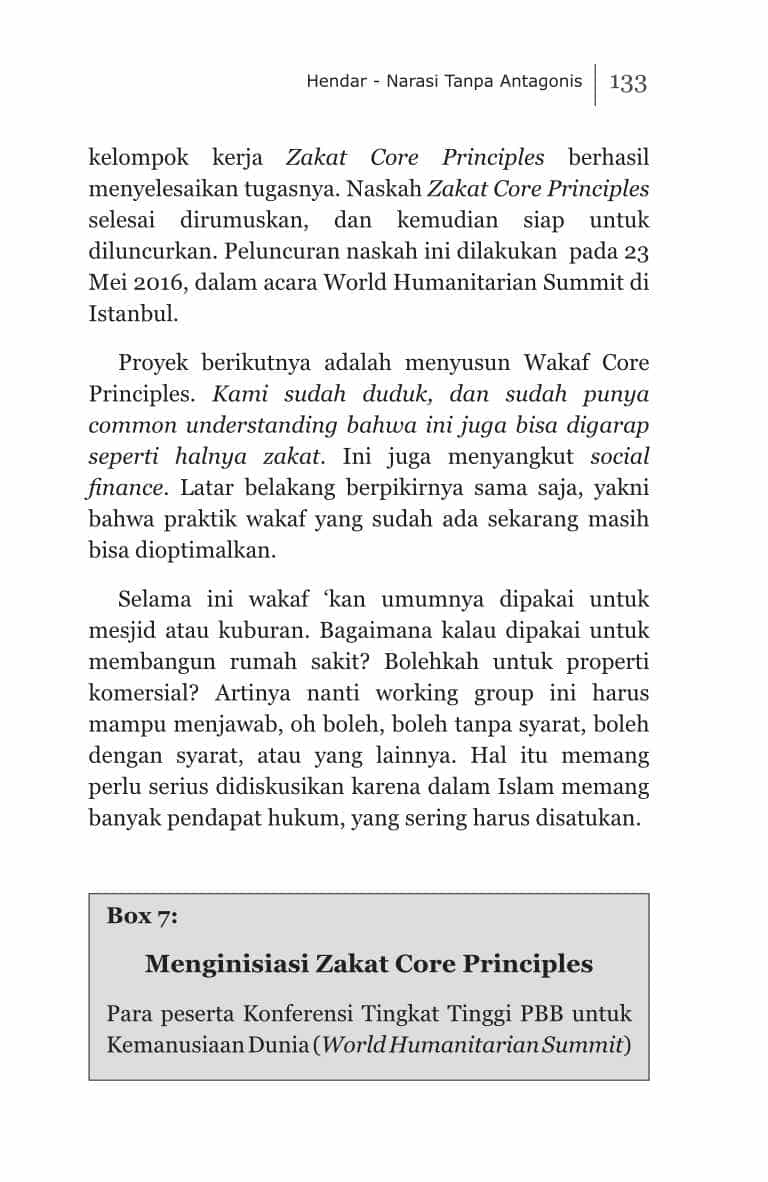 Hendar - Narasi Tanpa Antagonis 133
kelompok kerja Zakat Core Principles berhasil
menyelesaikan tugasnya. Naskah Zakat Core Principles
selesai dirumuskan, dan kemudian siap untuk
diluncurkan. Peluncuran naskah ini dilakukan pada 23
Mei 2016, dalam acara World Humanitarian Summit di
Istanbul.
Proyek berikutnya adalah menyusun Wakaf Core
Principles. Kami sudah duduk, dan sudah punya
common understanding bahwa ini juga bisa digarap
seperti halnya zakat. Ini juga menyangkut social
finance. Latar belakang berpikirnya sama saja, yakni
bahwa praktik wakaf yang sudah ada sekarang masih
bisa dioptimalkan.
Selama ini wakaf ‘kan umumnya dipakai untuk
mesjid atau kuburan. Bagaimana kalau dipakai untuk
membangun rumah sakit? Bolehkah untuk properti
komersial? Artinya nanti working group ini harus
mampu menjawab, oh boleh, boleh tanpa syarat, boleh
dengan syarat, atau yang lainnya. Hal itu memang
perlu serius didiskusikan karena dalam Islam memang
banyak pendapat hukum, yang sering harus disatukan.
Box 7:
Menginisiasi Zakat Core Principles
Para peserta Konferensi Tingkat Tinggi PBB untuk
Kemanusiaan Dunia (World Humanitarian Summit)